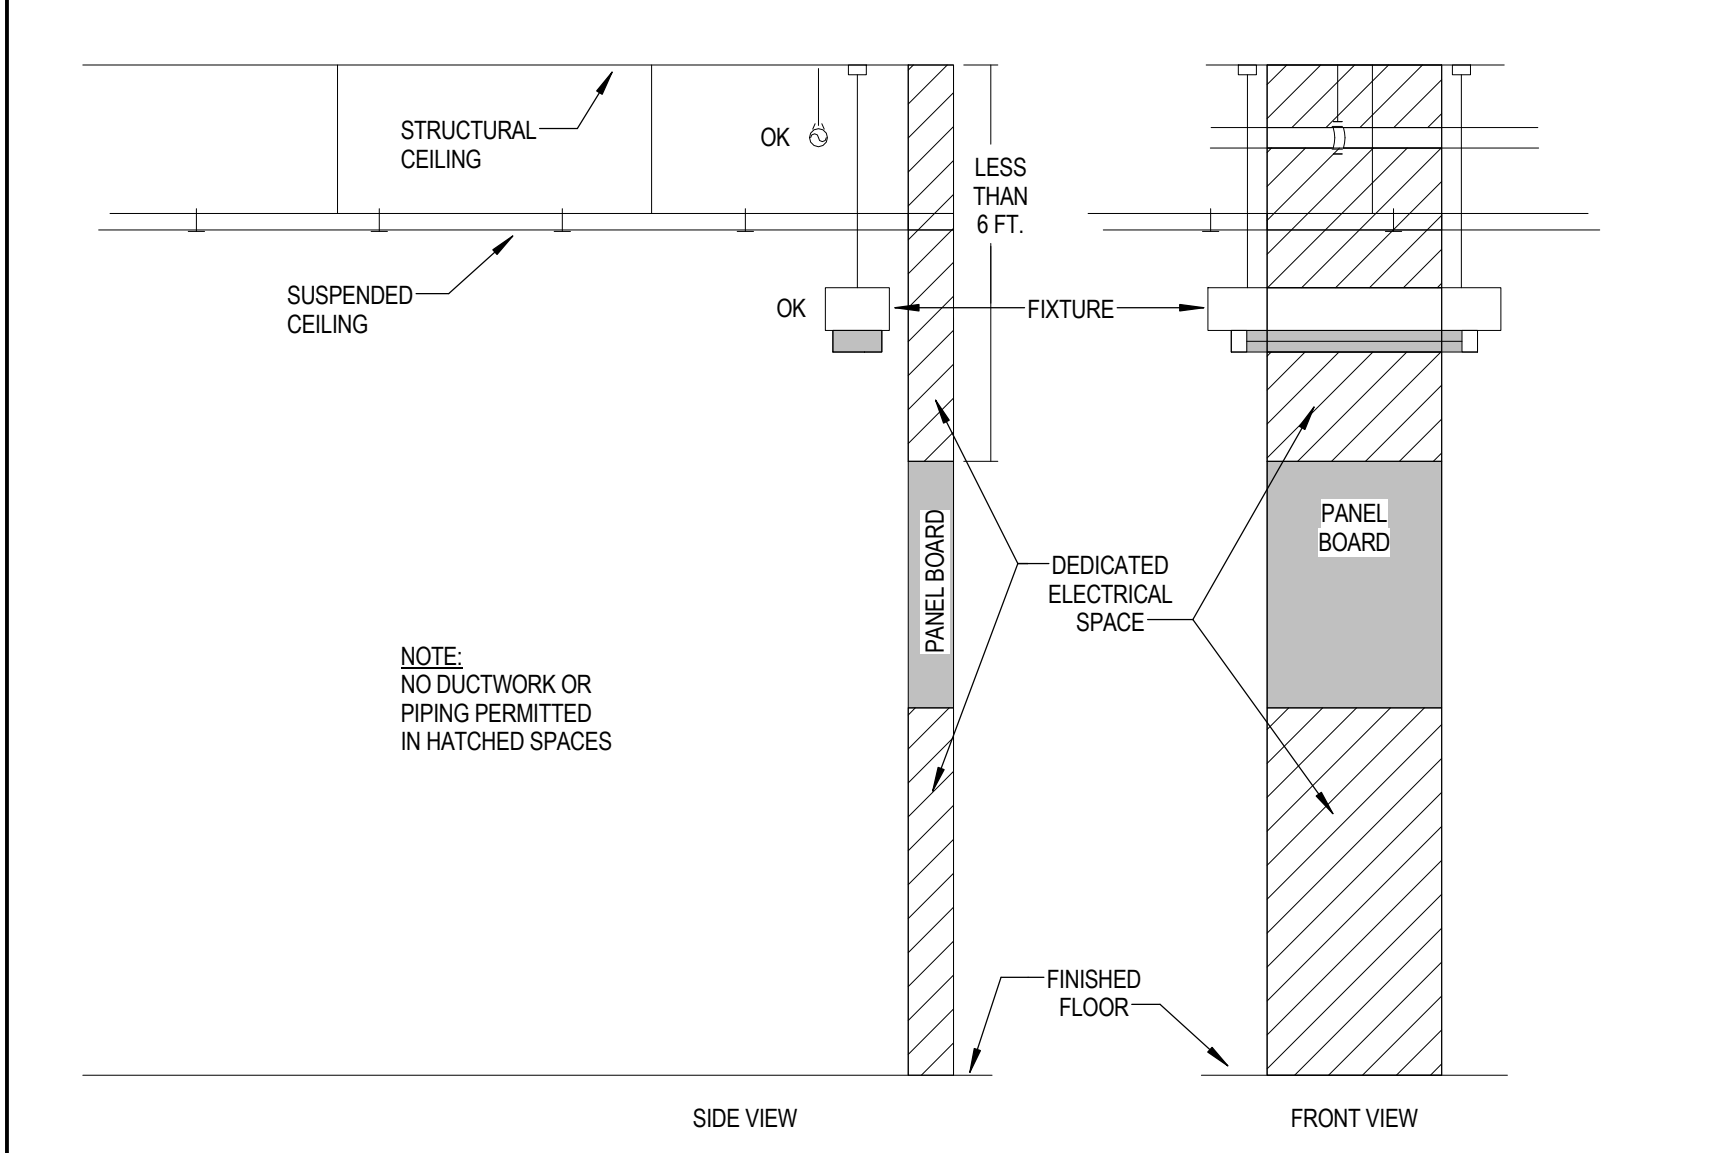 STRUCTURAL
CEILING
OK
LESS
THAN
6 FT.
SUSPENDED
CEILING
OK
FIXTURE
PANEL BOARD
PANEL
BOARD
DEDICATED
ELECTRICAL
SPACE
NOTE:
NO DUCTWORK OR
PIPING PERMITTED
IN HATCHED SPACES
FINISHED
FLOOR
SIDE VIEW
FRONT VIEW